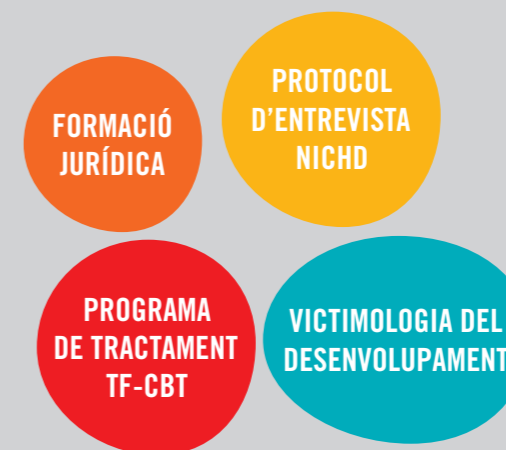 FORMACIÓ
JURÍDICA
PROTOCOL
D’ENTREVISTA
NICHD
PROGRAMA
DE TRACTAMENT
TF-CBT
VICTIMOLOGIA DEL
DESENVOLUPAMENT